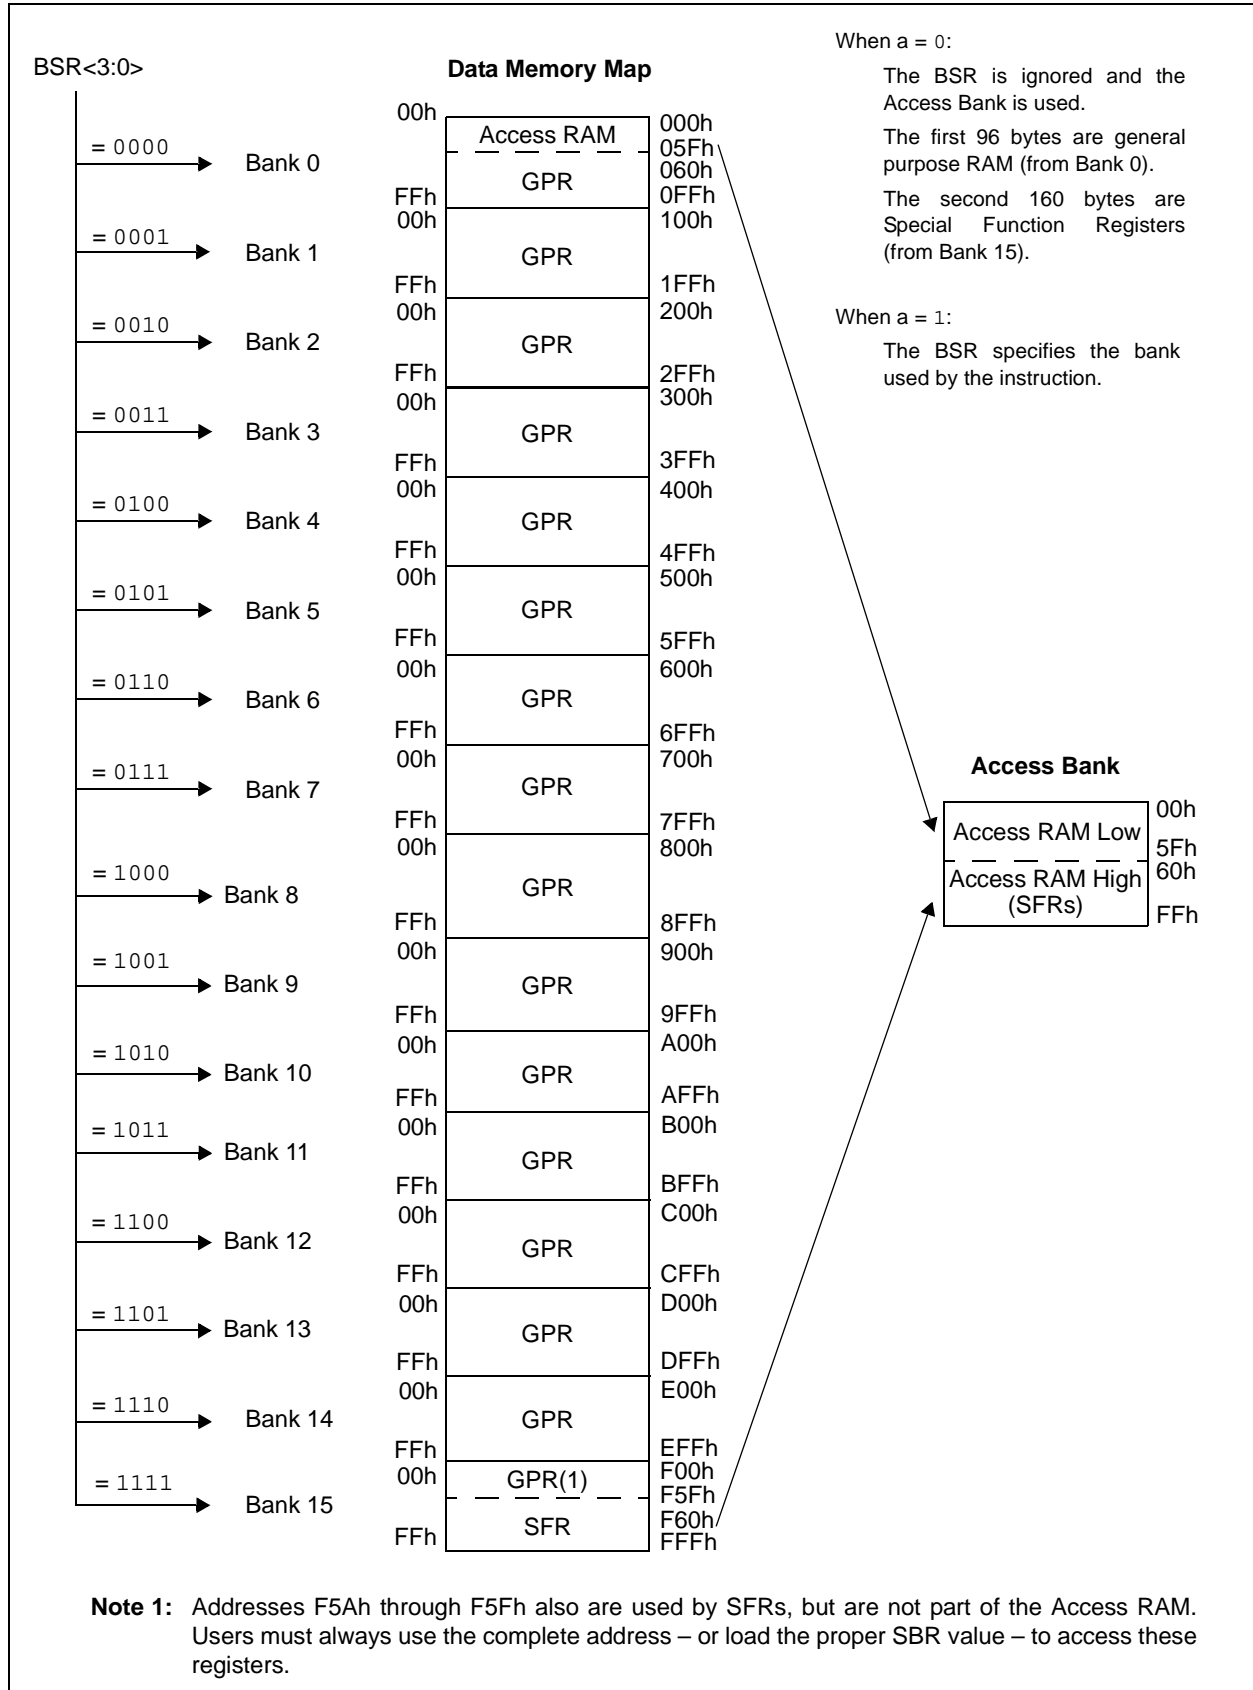 BSR<3:0>
Data Memory Map
When a = 0:
The BSR is ignored and the
Access Bank is used.
The first 96 bytes are general
purpose RAM (from Bank 0).
The second 160 bytes are
Special Function Registers
(from Bank 15).
When a = 1:
The BSR specifies the bank
used by the instruction.
= 0000
Bank 0
00h
Access RAM
000h
05Fh
GPR
060h
FFh
0FFh
= 0001
Bank 1
00h
100h
GPR
FFh
1FFh
= 0010
Bank 2
00h
200h
GPR
FFh
2FFh
= 0011
Bank 3
00h
300h
GPR
FFh
3FFh
= 0100
Bank 4
00h
400h
GPR
FFh
4FFh
= 0101
Bank 5
00h
500h
GPR
FFh
5FFh
= 0110
Bank 6
00h
600h
GPR
FFh
6FFh
= 0111
Bank 7
00h
700h
GPR
FFh
7FFh
= 1000
Bank 8
00h
800h
GPR
FFh
8FFh
= 1001
Bank 9
00h
900h
GPR
FFh
9FFh
= 1010
Bank 10
00h
A00h
GPR
FFh
AFFh
= 1011
Bank 11
00h
B00h
GPR
FFh
BFFh
= 1100
Bank 12
00h
C00h
GPR
FFh
CFFh
= 1101
Bank 13
00h
D00h
GPR
FFh
DFFh
= 1110
Bank 14
00h
E00h
GPR
FFh
EFFh
= 1111
Bank 15
00h
F00h
GPR(1)
F5Fh
F60h
SFR
FFh
FFFh
Access Bank
00h
Access RAM Low
5Fh
60h
Access RAM High
(SFRs)
FFh
Note 1: Addresses F5Ah through F5Fh also are used by SFRs, but are not part of the Access RAM.
Users must always use the complete address – or load the proper SBR value – to access these
registers.